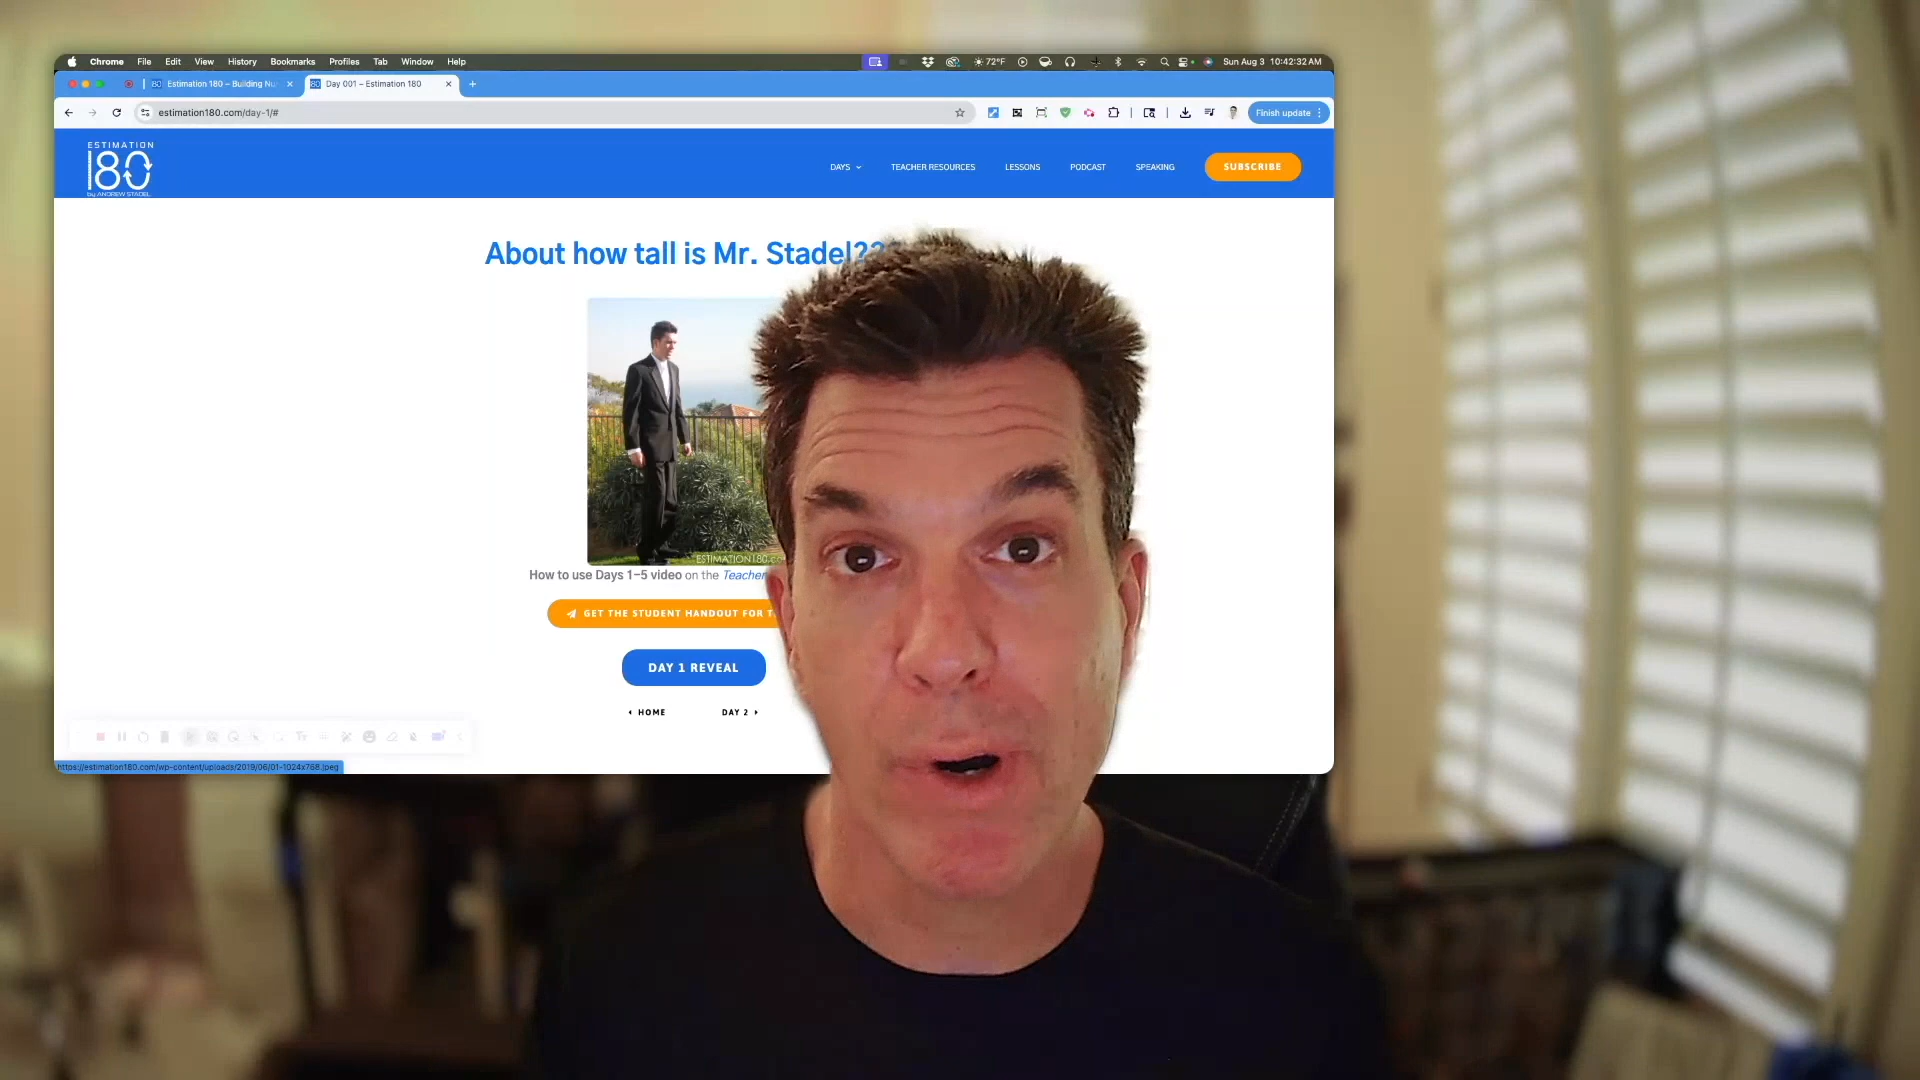 Chrome File Edit View History Bookmarks Profiles Tab Window Help
72°F Sun Aug 3 10:42:32 AM
Estimation 180 – Building Nu
Day 001 – Estimation 180
estimation180.com/day-1/#
Finish update
ESTIMATION
180
by ANDREW STADEL
DAYS TEACHER RESOURCES LESSONS PODCAST SPEAKING SUBSCRIBE
About how tall is Mr. Stadel??
ESTIMATION180.co
How to use Days 1–5 video on the Teacher
GET THE STUDENT HANDOUT FOR T
DAY 1 REVEAL
HOME DAY 2
https://estimation180.com/wp-content/uploads/2019/06/01-1024x768.jpeg